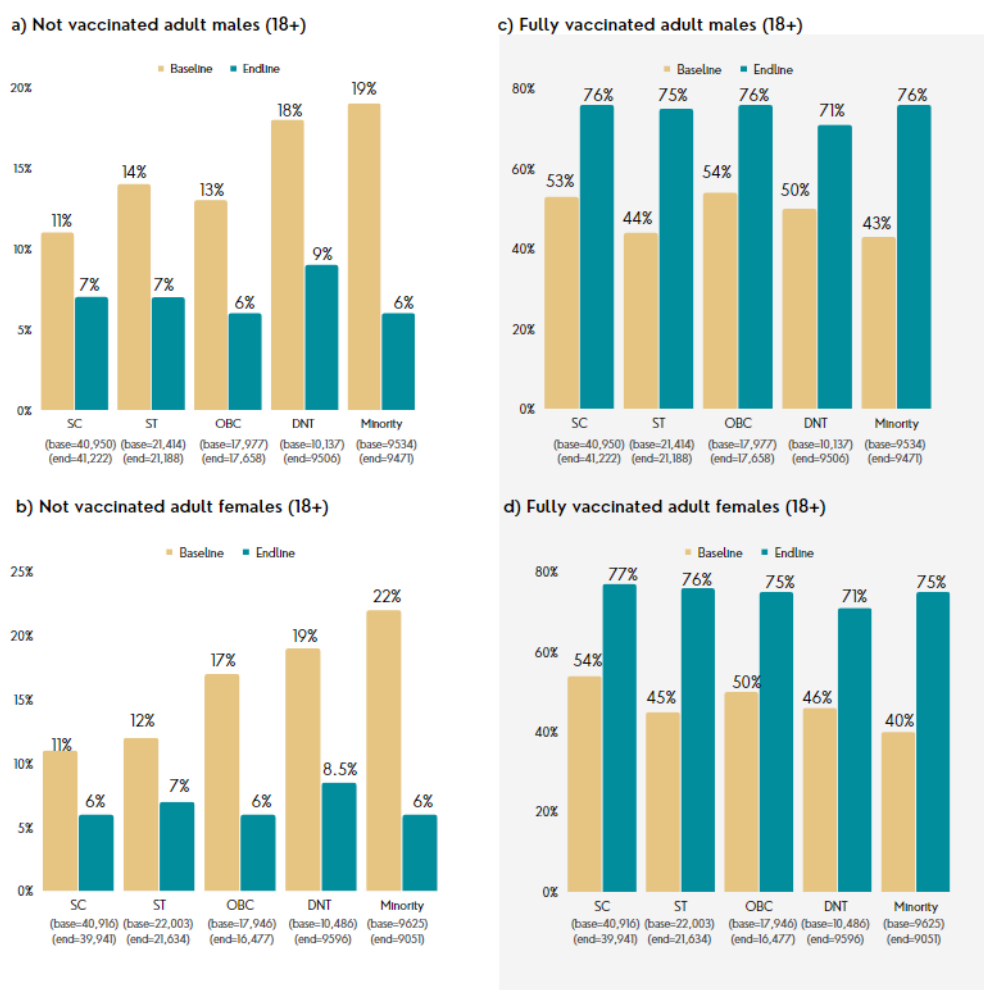 a) Not vaccinated adult males (18+)
Baseline Endline
20%
15%
10%
5%
0%
11% 7% 14% 7% 13% 6% 18% 9% 19% 6%
SC ST OBC DNT Minority
(base=40,950) (base=21,414) (base=17,977) (base=10,137) (base=9534)
(end=41,222) (end=21,188) (end=17,658) (end=9506) (end=9471)
c) Fully vaccinated adult males (18+)
Baseline Endline
80%
60%
40%
20%
0%
53% 76% 44% 75% 54% 76% 50% 71% 43% 76%
SC ST OBC DNT Minority
(base=40,950) (base=21,414) (base=17,977) (base=10,137) (base=9534)
(end=41,222) (end=21,188) (end=17,658) (end=9506) (end=9471)
b) Not vaccinated adult females (18+)
Baseline Endline
25%
20%
15%
10%
5%
0%
11% 6% 12% 7% 17% 6% 19% 8.5% 22% 6%
SC ST OBC DNT Minority
(base=40,916) (base=22,003) (base=17,946) (base=10,486) (base=9625)
(end=39,941) (end=21,634) (end=16,477) (end=9596) (end=9051)
d) Fully vaccinated adult females (18+)
Baseline Endline
80%
60%
40%
20%
0%
54% 77% 45% 76% 50% 75% 46% 71% 40% 75%
SC ST OBC DNT Minority
(base=40,916) (base=22,003) (base=17,946) (base=10,486) (base=9625)
(end=39,941) (end=21,634) (end=16,477) (end=9596) (end=9051)